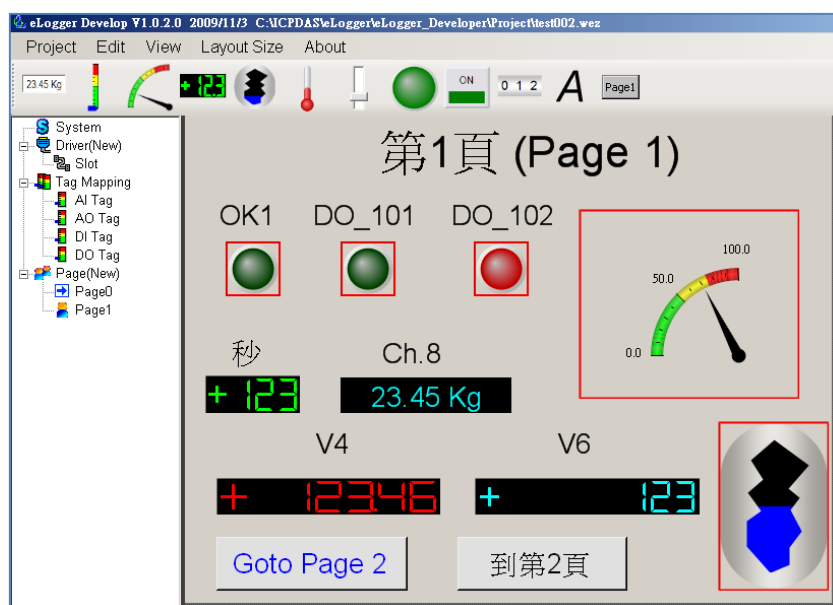 eLogger Develop V1.0.2.0 2009/11/3 C:\ICPDAS\eLogger\eLogger_Developer\Project\test002.wez
Project Edit View Layout Size About
23.45 Kg +12.3 ON 0 1 2 A Page1
System
Driver(New)
Slot
Tag Mapping
AI Tag
AO Tag
DI Tag
DO Tag
Page(New)
Page0
Page1
第1頁 (Page 1)
OK1 DO_101 DO_102
100.0
50.0
0.0
秒 Ch.8
+123 23.45 Kg
V4 V6
+ 123.46 + 123
Goto Page 2 到第2頁